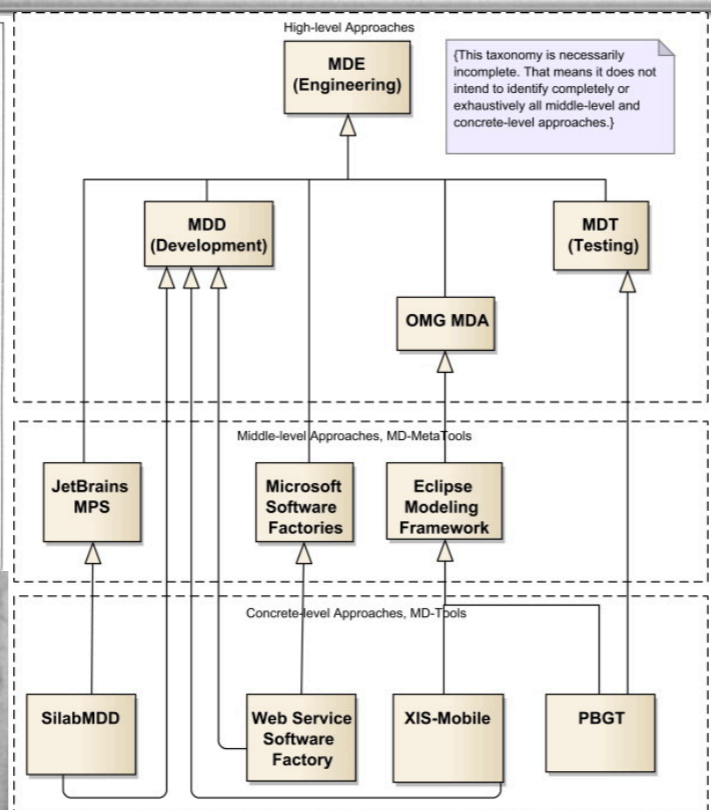 High-level Approaches
MDE
(Engineering)
{This taxonomy is necessarily
incomplete. That means it does not
intend to identify completely or
exhaustively all middle-level and
concrete-level approaches.}
MDD
(Development)
MDT
(Testing)
OMG MDA
Middle-level Approaches, MD-MetaTools
JetBrains
MPS
Microsoft
Software
Factories
Eclipse
Modeling
Framework
Concrete-level Approaches, MD-Tools
SilabMDD
Web Service
Software
Factory
XIS-Mobile
PBGT